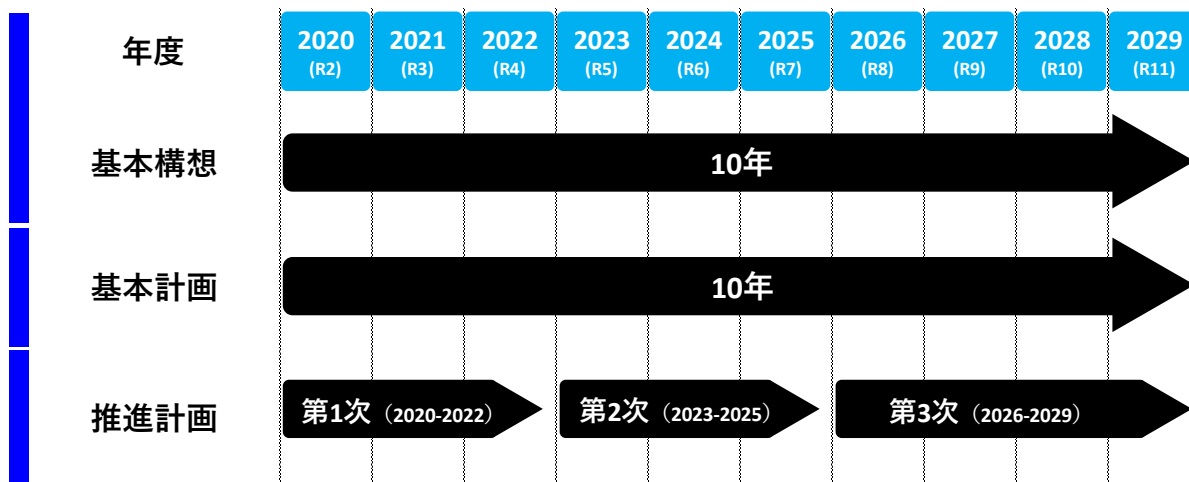 年度
2020 2021 2022 2023 2024 2025 2026 2027 2028 2029
(R2) (R3) (R4) (R5) (R6) (R7) (R8) (R9) (R10) (R11)
基本構想
10年
基本計画
10年
推進計画
第1次（2020-2022）
第2次（2023-2025）
第3次（2026-2029）